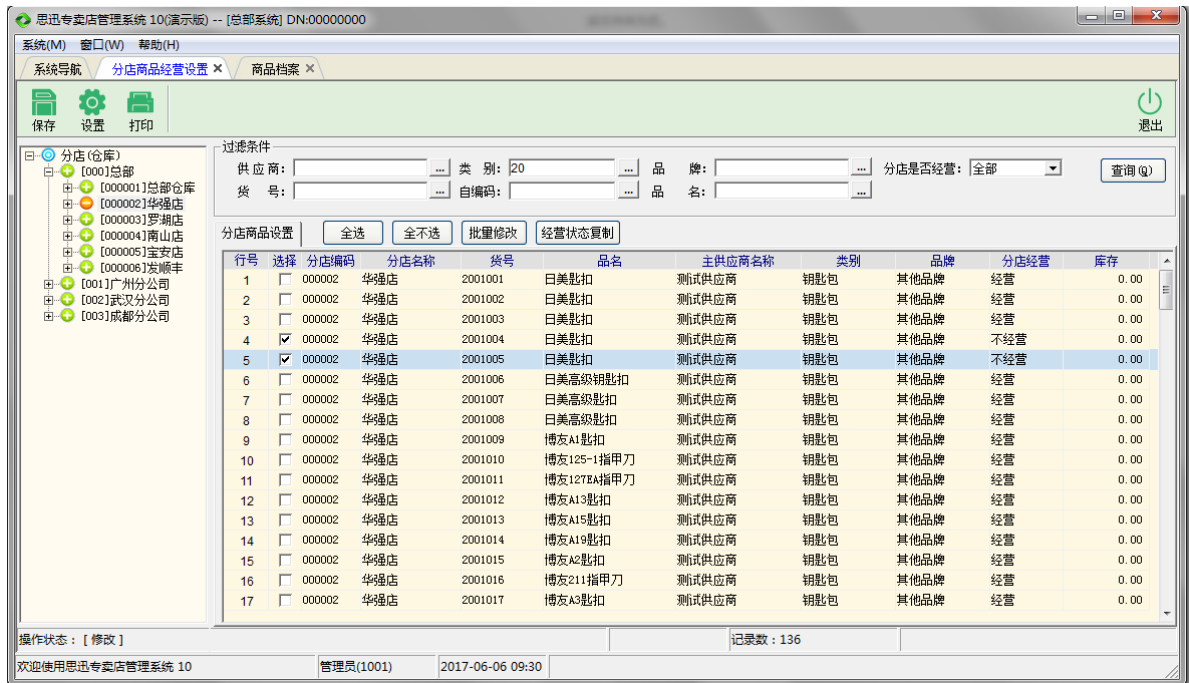 思迅专卖店管理系统 10(演示版) -- [总部系统] DN:00000000
系统(M) 窗口(W) 帮助(H)
系统导航 分店商品经营设置 × 商品档案 ×
保存 设置 打印 退出
分店(仓库)
[000]总部
[000001]总部仓库
[000002]华强店
[000003]罗湖店
[000004]南山店
[000005]宝安店
[000006]发顺丰
[001]广州分公司
[002]武汉分公司
[003]成都分公司
过滤条件
供应商: ... 类 别: 20 ... 品 牌: ... 分店是否经营: 全部 查询(Q)
货 号: ... 自编码: ... 品 名: ...
分店商品设置 全选 全不选 批量修改 经营状态复制
行号 选择 分店编码 分店名称 货号 品名 主供应商名称 类别 品牌 分店经营 库存
1 000002 华强店 2001001 日美匙扣 测试供应商 钥匙包 其他品牌 经营 0.00
2 000002 华强店 2001002 日美匙扣 测试供应商 钥匙包 其他品牌 经营 0.00
3 000002 华强店 2001003 日美匙扣 测试供应商 钥匙包 其他品牌 经营 0.00
4 000002 华强店 2001004 日美匙扣 测试供应商 钥匙包 其他品牌 不经营 0.00
5 000002 华强店 2001005 日美匙扣 测试供应商 钥匙包 其他品牌 不经营 0.00
6 000002 华强店 2001006 日美高级钥匙扣 测试供应商 钥匙包 其他品牌 经营 0.00
7 000002 华强店 2001007 日美高级匙扣 测试供应商 钥匙包 其他品牌 经营 0.00
8 000002 华强店 2001008 日美高级匙扣 测试供应商 钥匙包 其他品牌 经营 0.00
9 000002 华强店 2001009 博友A1匙扣 测试供应商 钥匙包 其他品牌 经营 0.00
10 000002 华强店 2001010 博友125-1指甲刀 测试供应商 钥匙包 其他品牌 经营 0.00
11 000002 华强店 2001011 博友127EA指甲刀 测试供应商 钥匙包 其他品牌 经营 0.00
12 000002 华强店 2001012 博友A13匙扣 测试供应商 钥匙包 其他品牌 经营 0.00
13 000002 华强店 2001013 博友A15匙扣 测试供应商 钥匙包 其他品牌 经营 0.00
14 000002 华强店 2001014 博友A19匙扣 测试供应商 钥匙包 其他品牌 经营 0.00
15 000002 华强店 2001015 博友A2匙扣 测试供应商 钥匙包 其他品牌 经营 0.00
16 000002 华强店 2001016 博友211指甲刀 测试供应商 钥匙包 其他品牌 经营 0.00
17 000002 华强店 2001017 博友A3匙扣 测试供应商 钥匙包 其他品牌 经营 0.00
操作状态：[ 修改 ] 记录数：136
欢迎使用思迅专卖店管理系统 10 管理员(1001) 2017-06-06 09:30